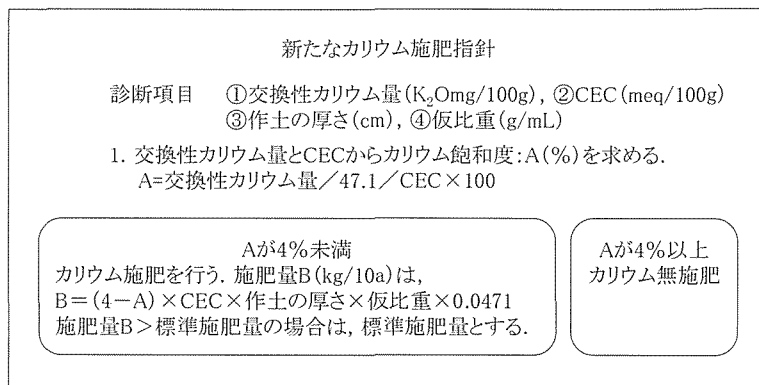 新たなカリウム施肥指針
診断項目 ①交換性カリウム量(K₂Omg/100g), ②CEC(meq/100g)
③作土の厚さ(cm), ④仮比重(g/mL)
1. 交換性カリウム量とCECからカリウム飽和度:A(%)を求める.
A=交換性カリウム量/47.1/CEC×100
Aが4%未満
カリウム施肥を行う. 施肥量B(kg/10a)は,
B=(4-A)×CEC×作土の厚さ×仮比重×0.0471
施肥量B>標準施肥量の場合は, 標準施肥量とする.
Aが4%以上
カリウム無施肥